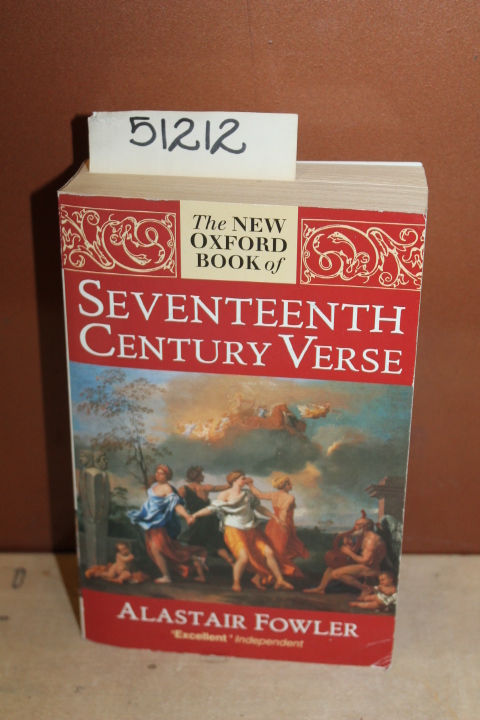 51212
The NEW
OXFORD
BOOK of
SEVENTEENTH
CENTURY VERSE
ALASTAIR FOWLER
'Excellent' Independent